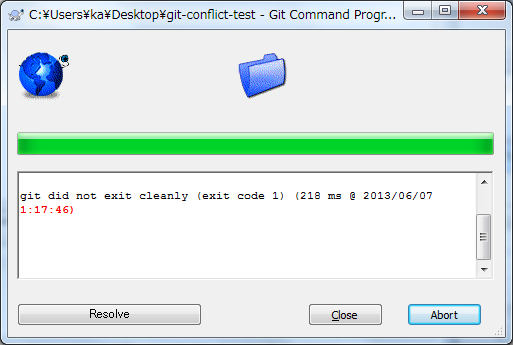 C:¥Users¥ka¥Desktop¥git-conflict-test - Git Command Progr...
git did not exit cleanly (exit code 1) (218 ms @ 2013/06/07
1:17:46)
Resolve
Close
Abort